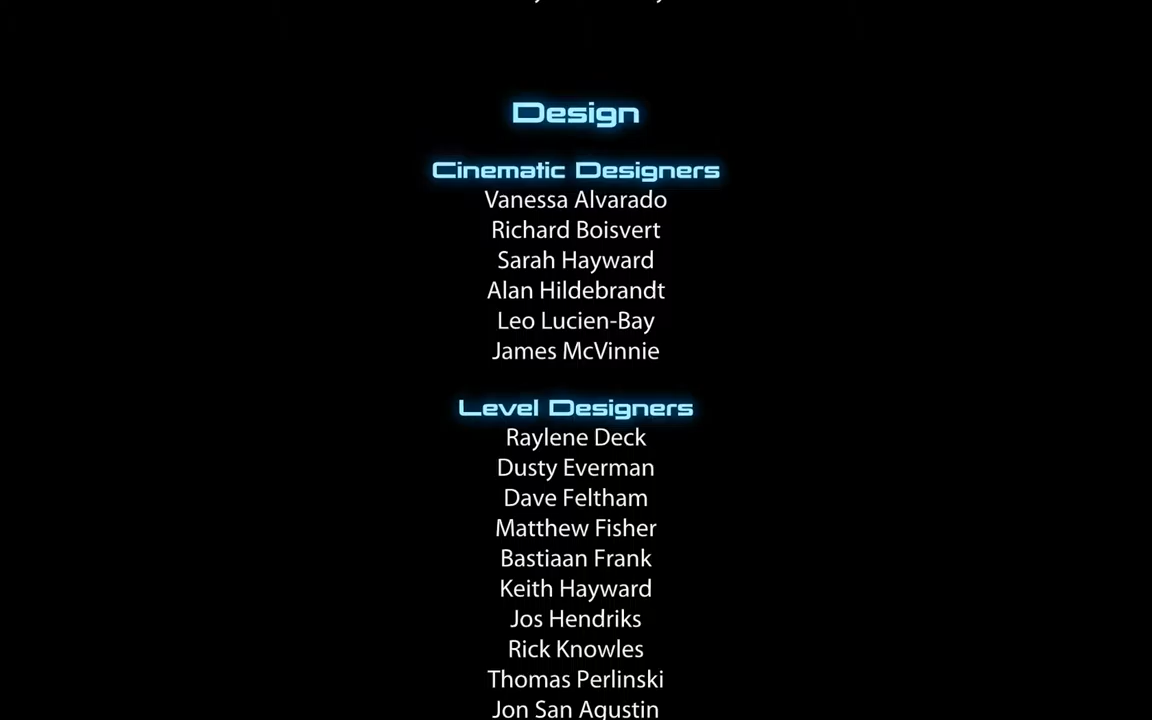 Design
Cinematic Designers
Vanessa Alvarado
Richard Boisvert
Sarah Hayward
Alan Hildebrandt
Leo Lucien-Bay
James McVinnie
Level Designers
Raylene Deck
Dusty Everman
Dave Feltham
Matthew Fisher
Bastiaan Frank
Keith Hayward
Jos Hendriks
Rick Knowles
Thomas Perlinski
Jon San Agustin